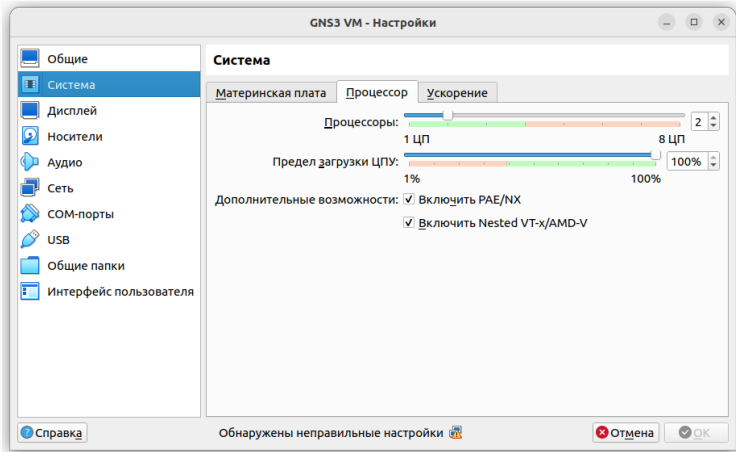 GNS3 VM - Настройки
Общие
Система
Дисплей
Носители
Аудио
Сеть
COM-порты
USB
Общие папки
Интерфейс пользователя
Система
Материнская плата Процессор Ускорение
Процессоры: 2
1 ЦП 8 ЦП
Предел загрузки ЦПУ: 100%
1% 100%
Дополнительные возможности: Включить PAE/NX
Включить Nested VT-x/AMD-V
Справка Обнаружены неправильные настройки Отмена OK